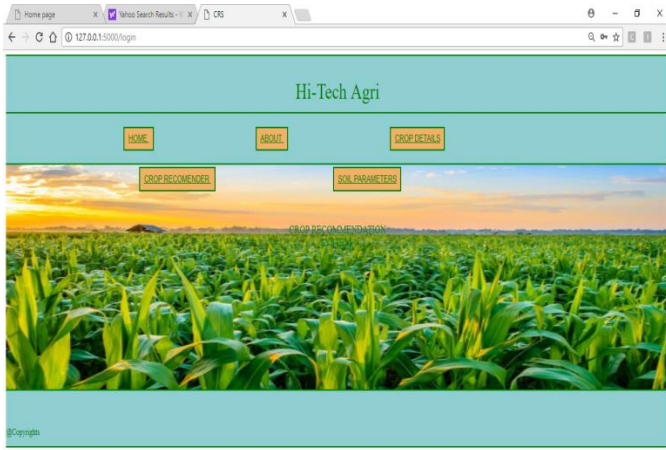 Home page Yahoo Search Results - CRS
127.0.0.1:5000/login
Hi-Tech Agri
HOME ABOUT CROP DETAILS
CROP RECOMENDER SOIL PARAMETERS
CROP RECOMMENDATION
@Copyrights